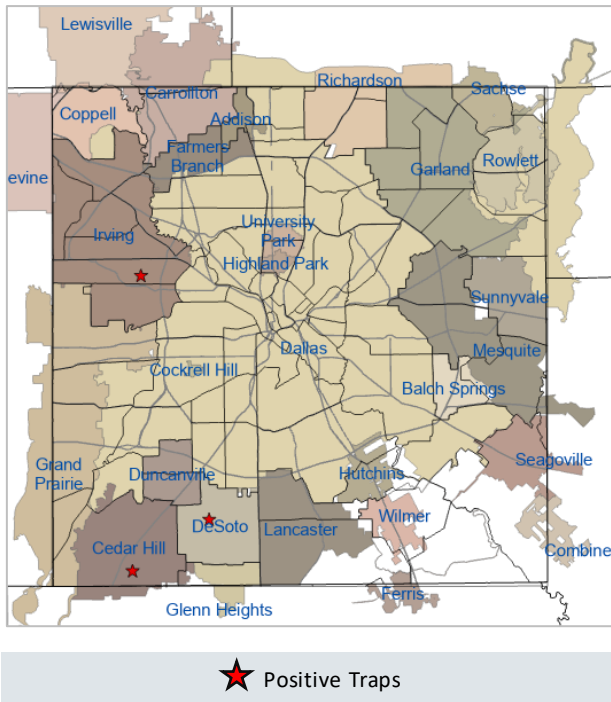 Lewisville
Richardson
Carrollton
Sachse
Coppell
Addison
Farmers
Branch
Rowlett
Garland
evine
University
Park
Irving
Highland Park
Sunnyvale
Dallas
Mesquite
Cockrell Hill
Balch Springs
Seagoville
Grand
Prairie
Duncanville
Hutchins
Wilmer
DeSoto
Lancaster
Cedar Hill
Combine
Ferris
Glenn Heights
Positive Traps